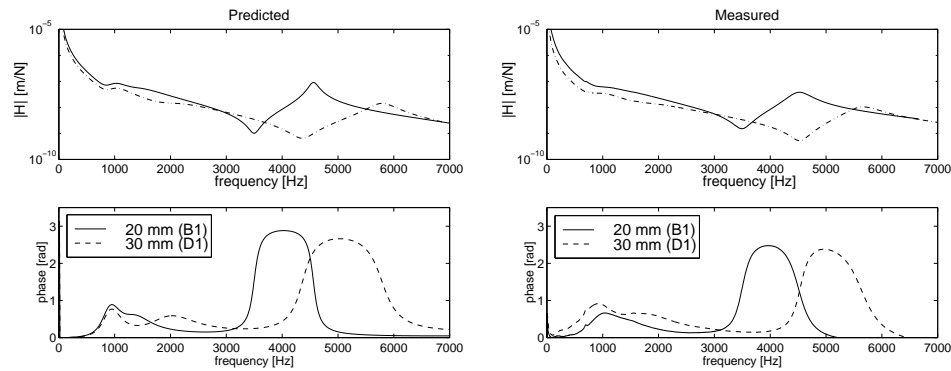 Predicted
|H| [m/N]
10^-5
10^-10
0 1000 2000 3000 4000 5000 6000 7000
frequency [Hz]
Measured
|H| [m/N]
10^-5
10^-10
0 1000 2000 3000 4000 5000 6000 7000
frequency [Hz]
phase [rad]
3
2
1
0
20 mm (B1)
30 mm (D1)
0 1000 2000 3000 4000 5000 6000 7000
frequency [Hz]
phase [rad]
3
2
1
0
20 mm (B1)
30 mm (D1)
0 1000 2000 3000 4000 5000 6000 7000
frequency [Hz]